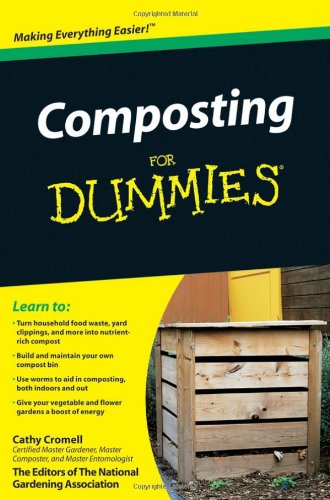 Making Everything Easier!™
Composting
FOR
DUMMIES®
Learn to:
• Turn household food waste, yard
clippings, and more into nutrient-
rich compost
• Build and maintain your own
compost bin
• Use worms to aid in composting,
both indoors and out
• Give your vegetable and flower
gardens a boost of energy
Cathy Cromell
Certified Master Gardener, Master
Composter, and Master Entomologist
The Editors of The National
Gardening Association